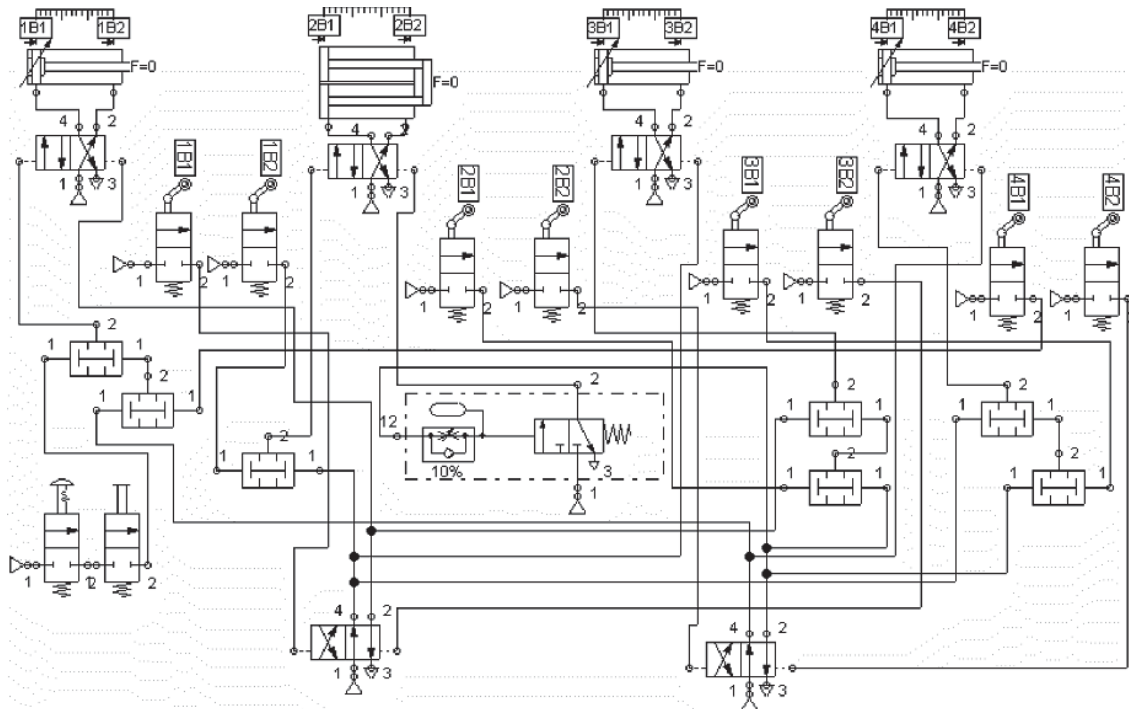 1B1 1B2 2B1 2B2 3B1 3B2 4B1 4B2
F=0 F=0 F=0 F=0
4 2 4 2 4 2 4 2
1 3 1 3 1 3 1 3
1B1 1B2 2B1 2B2 3B1 3B2 4B1 4B2
1 2 1 2 1 2 1 2 1 2 1 2 1 2 1 2
2 2 2 2
1 1 1 1 1 1
2 2
1 1
12
2 2
1 1 1 1 1 1
10%
3
1
1 1 2 2
4 2 4 2
1 3 1 3